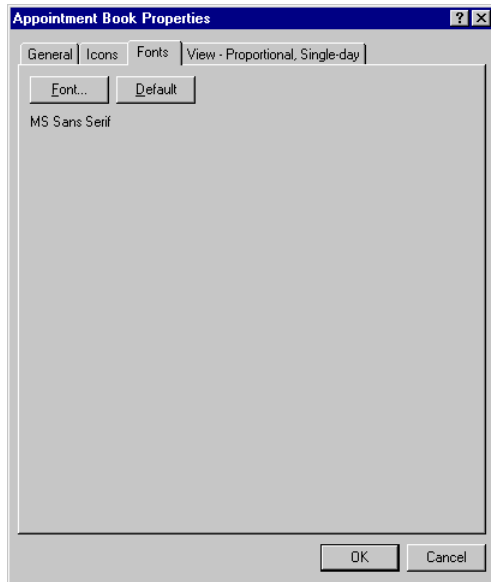 Appointment Book Properties
General Icons Fonts View - Proportional, Single-day
Font... Default
MS Sans Serif
OK Cancel